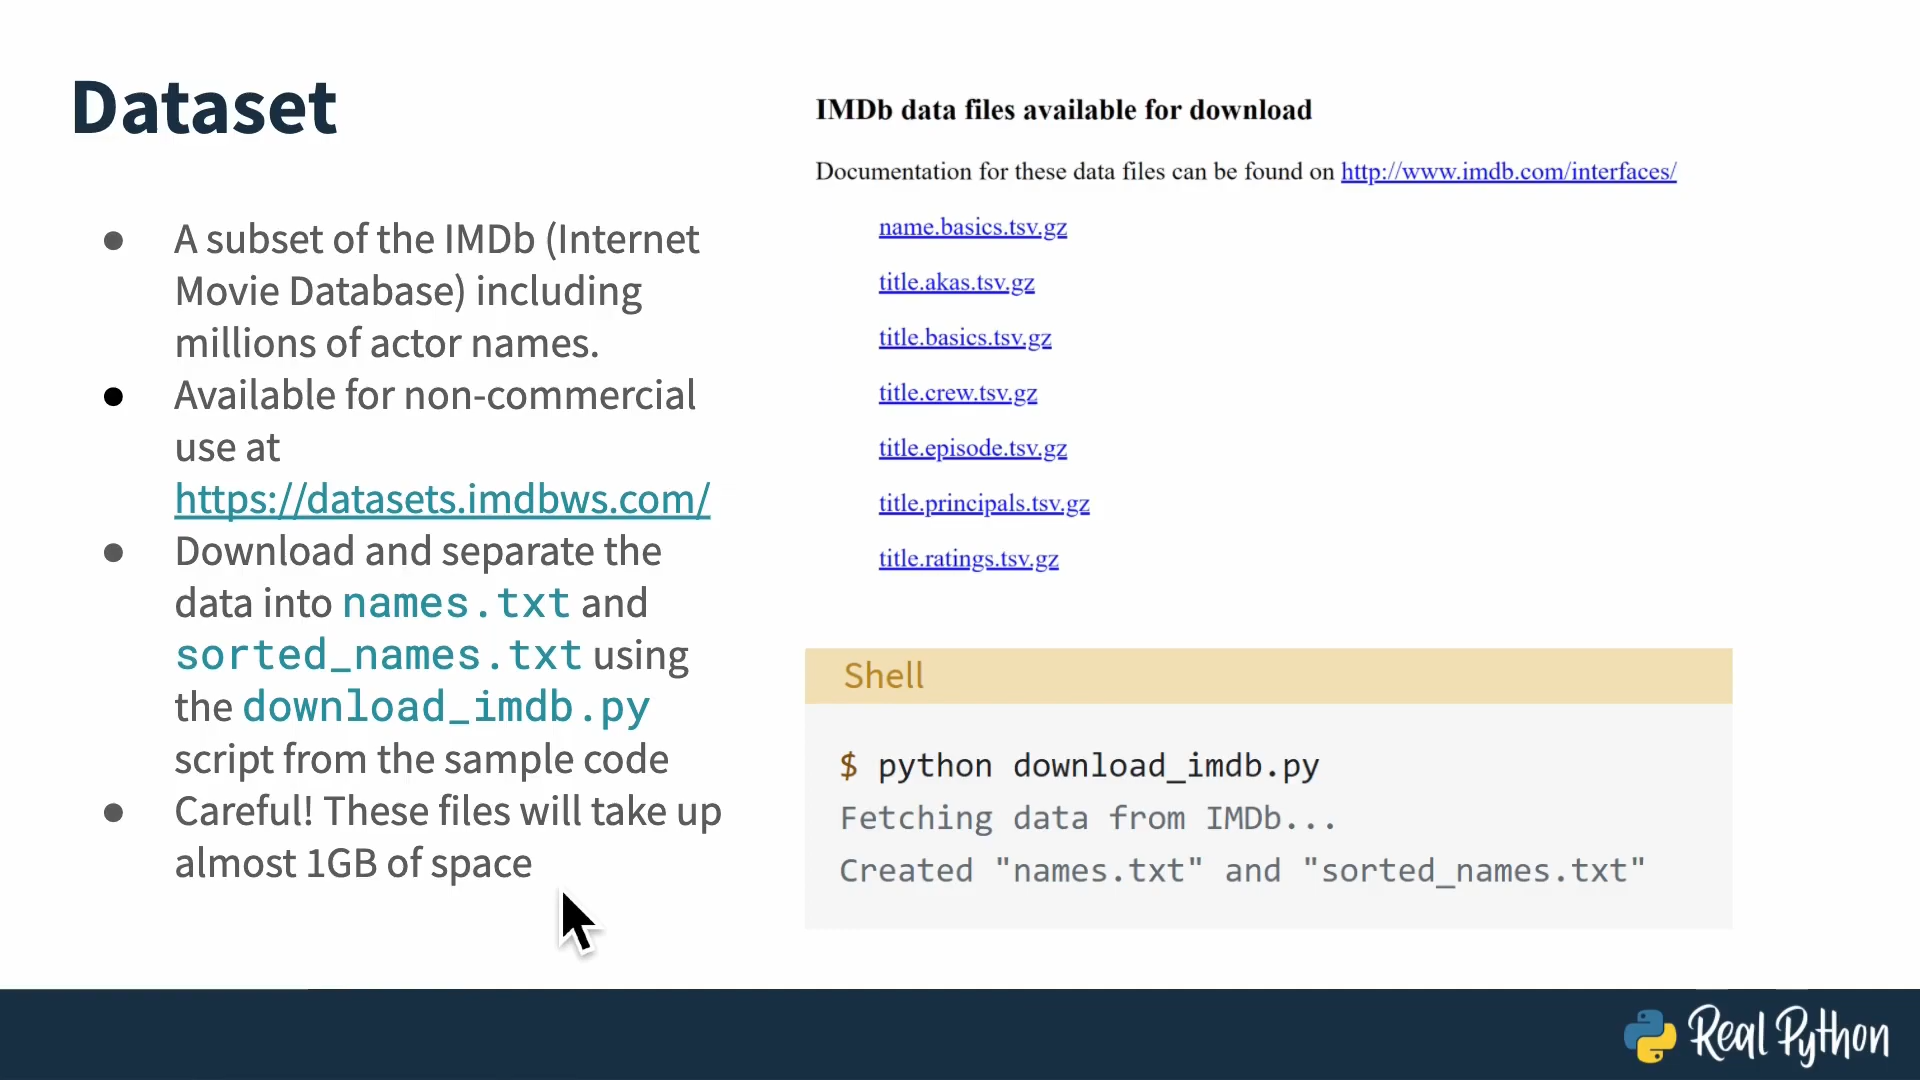 Dataset
● A subset of the IMDb (Internet
Movie Database) including
millions of actor names.
● Available for non-commercial
use at
https://datasets.imdbws.com/
● Download and separate the
data into names.txt and
sorted_names.txt using
the download_imdb.py
script from the sample code
● Careful! These files will take up
almost 1GB of space
IMDb data files available for download
Documentation for these data files can be found on http://www.imdb.com/interfaces/
name.basics.tsv.gz
title.akas.tsv.gz
title.basics.tsv.gz
title.crew.tsv.gz
title.episode.tsv.gz
title.principals.tsv.gz
title.ratings.tsv.gz
Shell
$ python download_imdb.py
Fetching data from IMDb...
Created "names.txt" and "sorted_names.txt"
Real Python